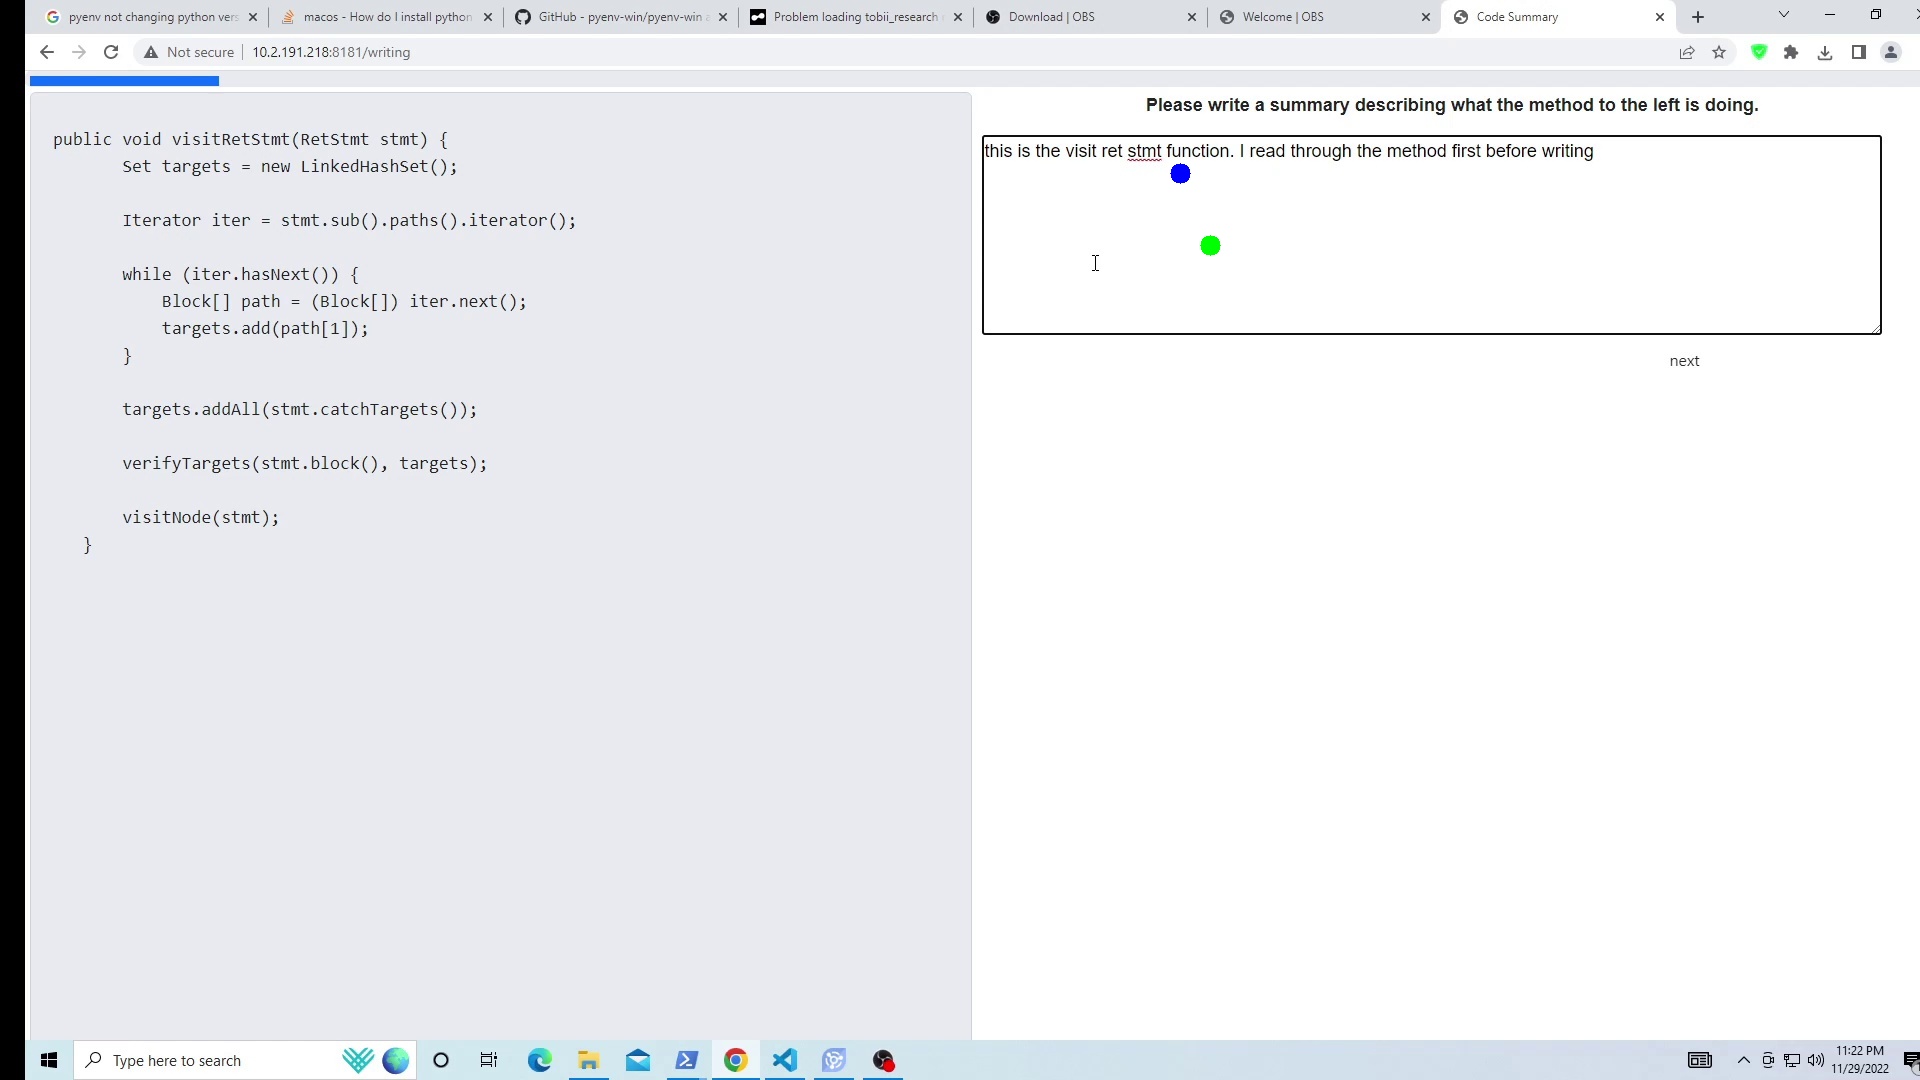 pyenv not changing python vers
macos - How do I install python
GitHub - pyenv-win/pyenv-win a
Problem loading tobii_research
Download | OBS
Welcome | OBS
Code Summary
Not secure
10.2.191.218:8181/writing
public void visitRetStmt(RetStmt stmt) {
Set targets = new LinkedHashSet();
Iterator iter = stmt.sub().paths().iterator();
while (iter.hasNext()) {
Block[] path = (Block[]) iter.next();
targets.add(path[1]);
}
targets.addAll(stmt.catchTargets());
verifyTargets(stmt.block(), targets);
visitNode(stmt);
}
Please write a summary describing what the method to the left is doing.
this is the visit ret stmt function. I read through the method first before writing
next
Type here to search
11:22 PM
11/29/2022